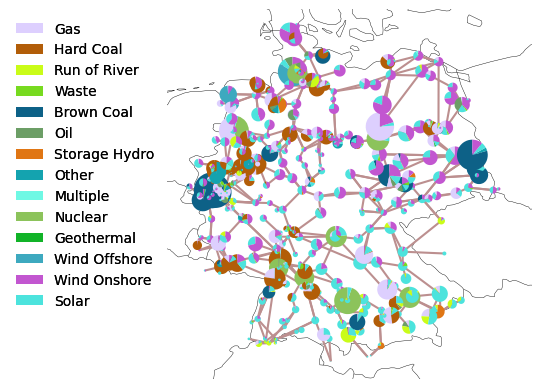 Gas
Hard Coal
Run of River
Waste
Brown Coal
Oil
Storage Hydro
Other
Multiple
Nuclear
Geothermal
Wind Offshore
Wind Onshore
Solar